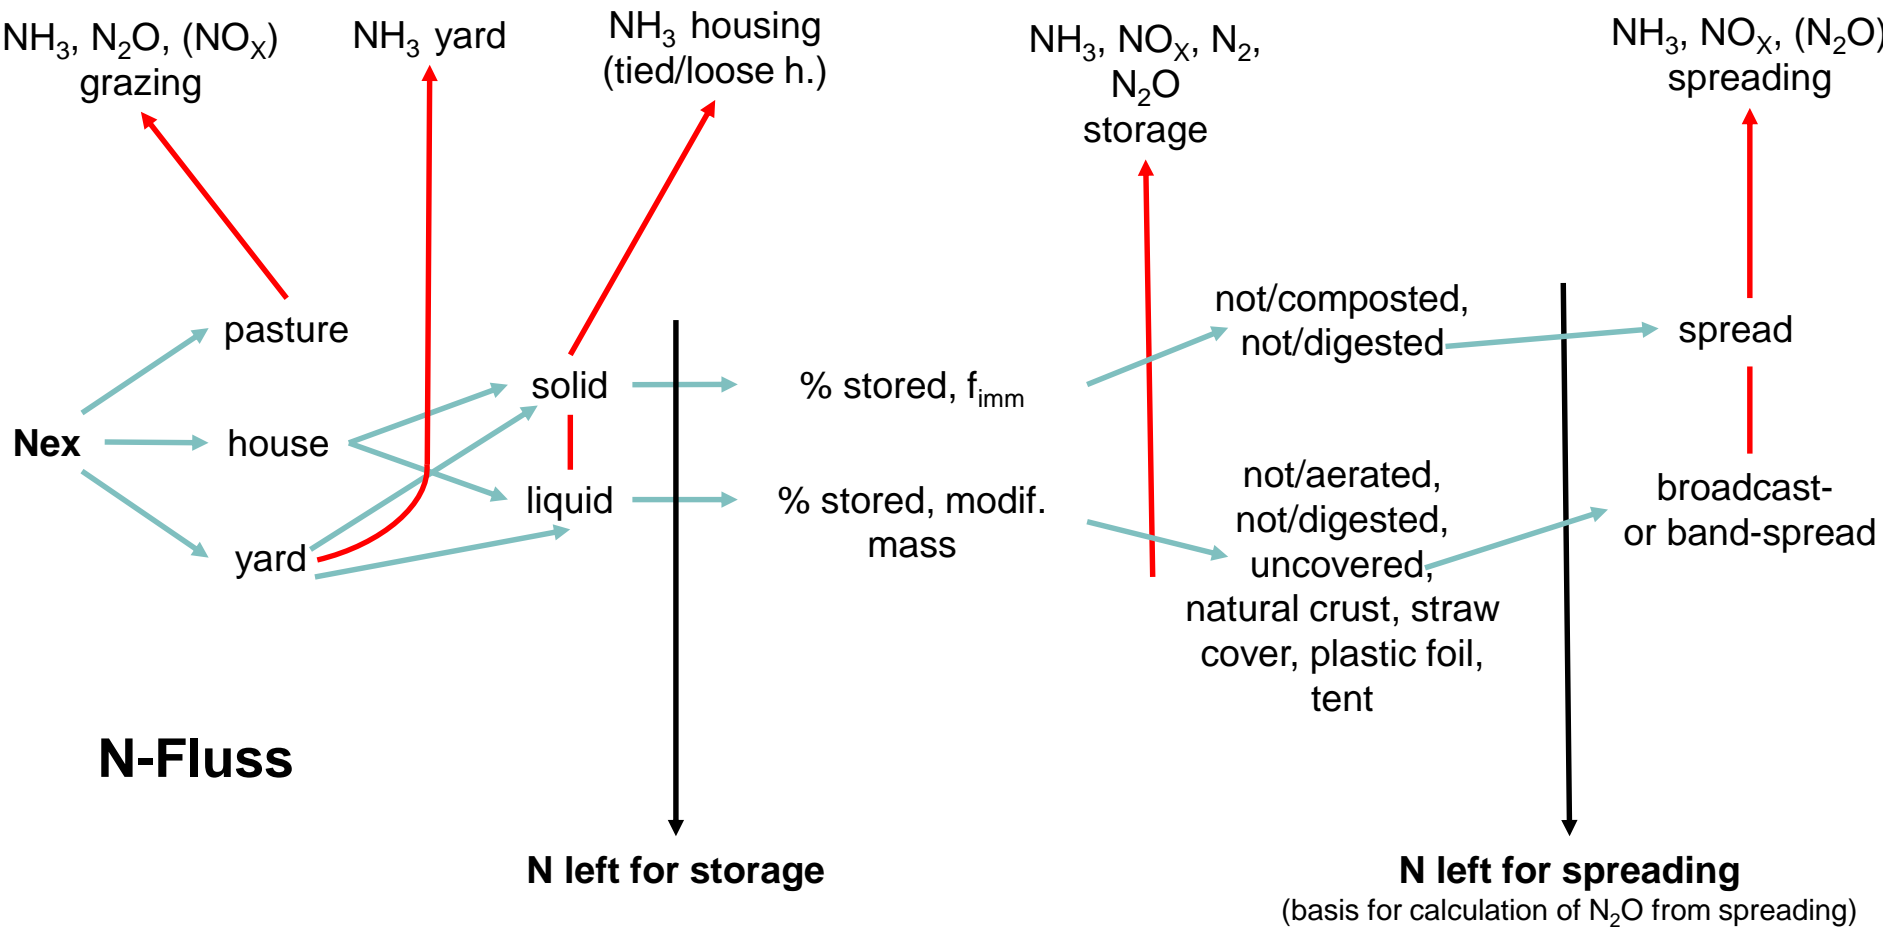 NH3, N2O, (NOX)
grazing
NH3 yard
NH3 housing
(tied/loose h.)
NH3, NOX, N2,
N2O
storage
NH3, NOX, (N2O)
spreading
pasture
Nex
house
yard
solid
liquid
% stored, fimm
% stored, modif.
mass
not/composted,
not/digested
not/aerated,
not/digested,
uncovered,
natural crust, straw
cover, plastic foil,
tent
spread
broadcast-
or band-spread
N-Fluss
N left for storage
N left for spreading
(basis for calculation of N2O from spreading)